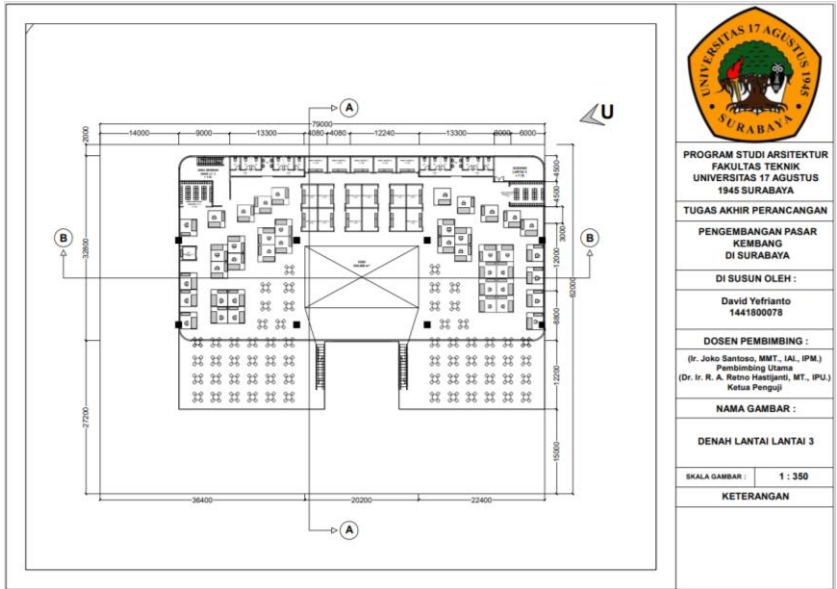 A
79000
14000
9000
13300
4080
4080
12240
13300
6000
2000
32800
27200
4500
4500
3000
12000
8800
12200
15000
62000
B
B
36400
20200
22400
A
U
UNIVERSITAS 17 AGUSTUS 1945
SURABAYA
PROGRAM STUDI ARSITEKTUR
FAKULTAS TEKNIK
UNIVERSITAS 17 AGUSTUS
1945 SURABAYA
TUGAS AKHIR PERANCANGAN
PENGEMBANGAN PASAR
KEMBANG
DI SURABAYA
DI SUSUN OLEH :
David Yefrianto
1441800078
DOSEN PEMBIMBING :
(Ir. Joko Santoso, MMT., IAI., IPM.)
Pembimbing Utama
(Dr. Ir. R. A. Retno Hastijanti, MT., IPU.)
Ketua Penguji
NAMA GAMBAR :
DENAH LANTAI LANTAI 3
SKALA GAMBAR : 1 : 350
KETERANGAN